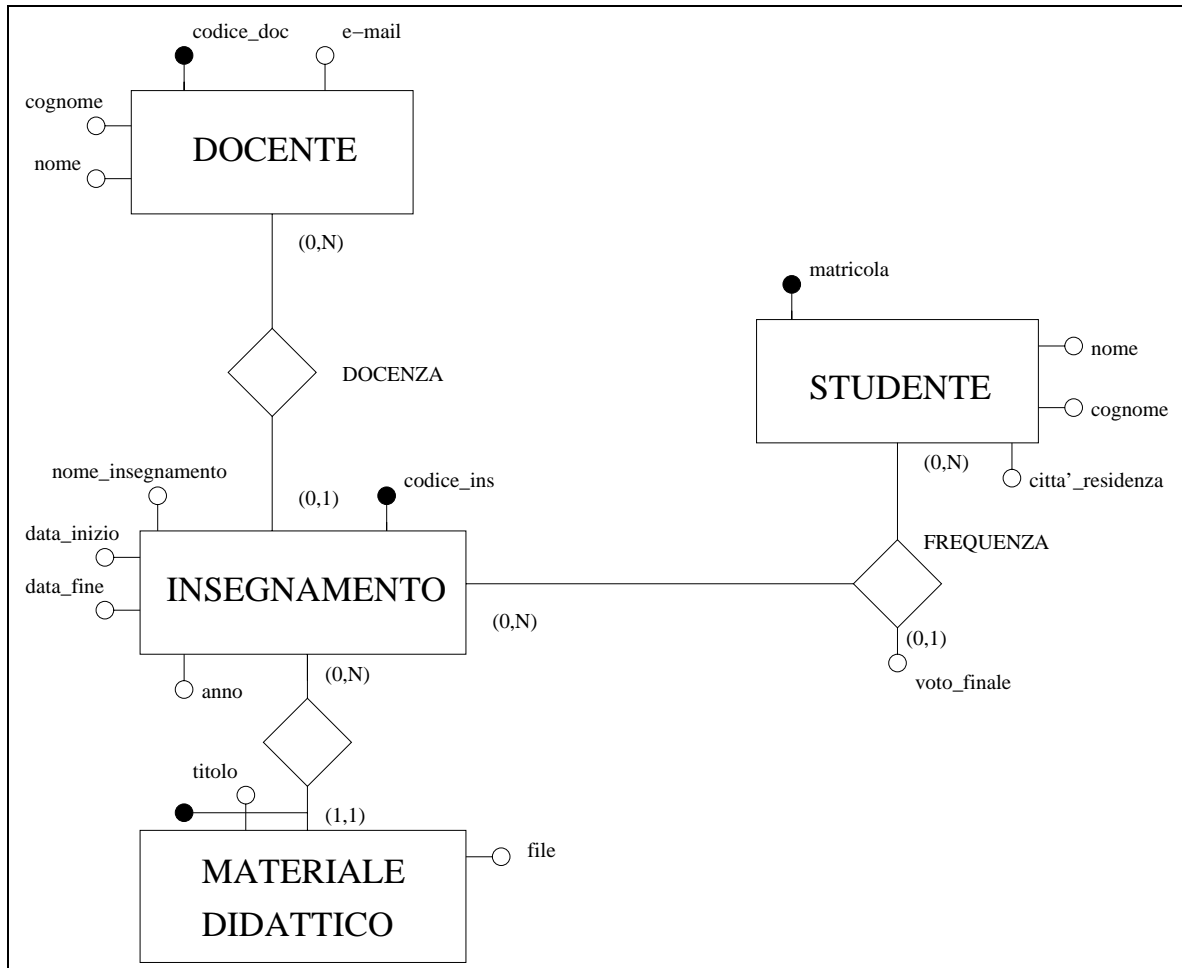 codice_doc
e−mail
cognome
nome
DOCENTE
(0,N)
DOCENZA
matricola
nome
STUDENTE
cognome
(0,N)
citta'_residenza
nome_insegnamento
codice_ins
(0,1)
data_inizio
data_fine
INSEGNAMENTO
FREQUENZA
(0,N)
(0,1)
voto_finale
anno
(0,N)
titolo
(1,1)
file
MATERIALE
DIDATTICO